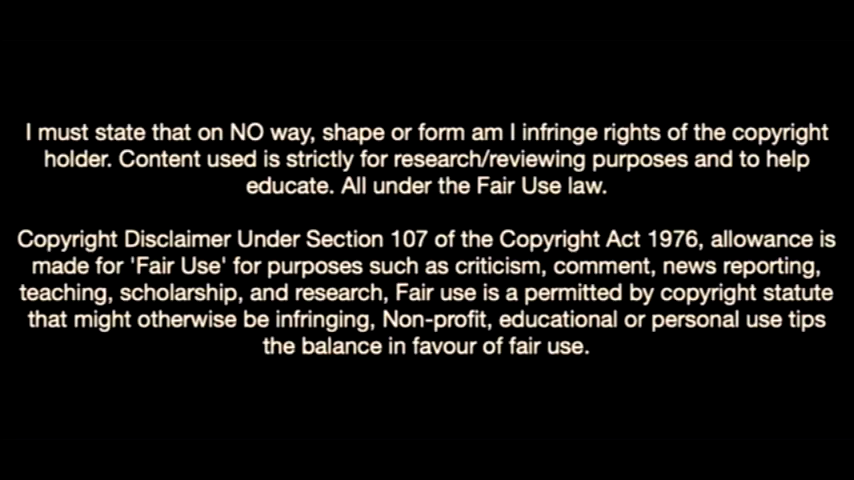 I must state that on NO way, shape or form am I infringe rights of the copyright
holder. Content used is strictly for research/reviewing purposes and to help
educate. All under the Fair Use law.
Copyright Disclaimer Under Section 107 of the Copyright Act 1976, allowance is
made for 'Fair Use' for purposes such as criticism, comment, news reporting,
teaching, scholarship, and research, Fair use is a permitted by copyright statute
that might otherwise be infringing, Non-profit, educational or personal use tips
the balance in favour of fair use.